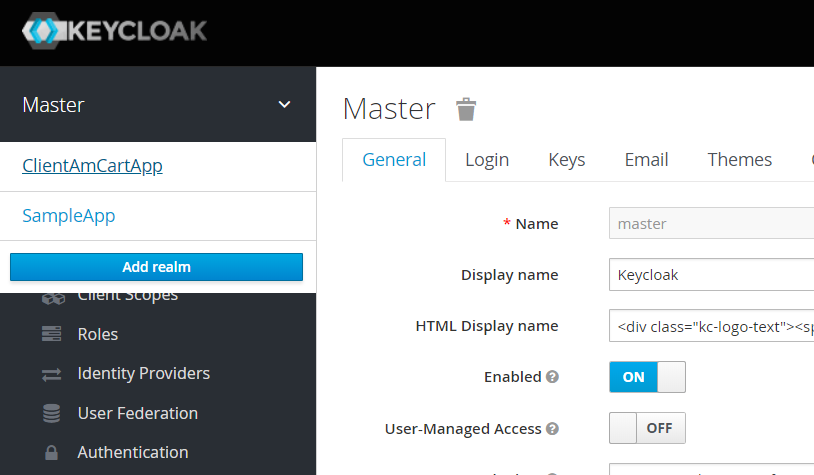 KEYCLOAK
Master
ClientAmCartApp
SampleApp
Add realm
Client Scopes
Roles
Identity Providers
User Federation
Authentication
Master
General Login Keys Email Themes
* Name master
Display name Keycloak
HTML Display name <div class="kc-logo-text"><sp
Enabled ON
User-Managed Access OFF